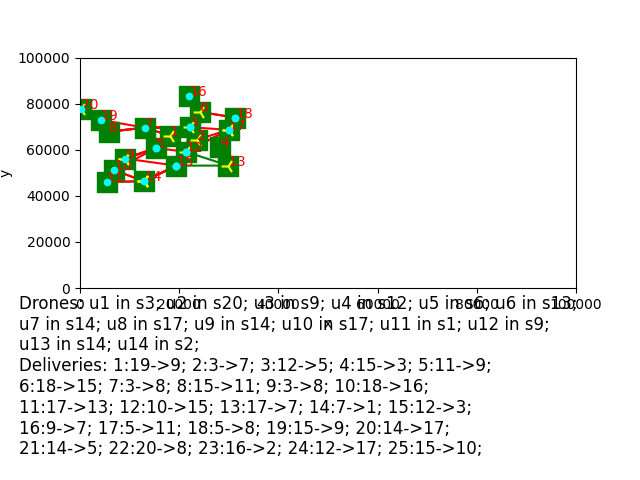 100000
80000
60000
40000
20000
0
y
16
20
9
18
3
4
0 20000 40000 60000 80000 100000
x
Drones: u1 in s3; u2 in s20; u3 in s9; u4 in s12; u5 in s6; u6 in s13;
u7 in s14; u8 in s17; u9 in s14; u10 in s17; u11 in s1; u12 in s9;
u13 in s14; u14 in s2;
Deliveries: 1:19->9; 2:3->7; 3:12->5; 4:15->3; 5:11->9;
6:18->15; 7:3->8; 8:15->11; 9:3->8; 10:18->16;
11:17->13; 12:10->15; 13:17->7; 14:7->1; 15:12->3;
16:9->7; 17:5->11; 18:5->8; 19:15->9; 20:14->17;
21:14->5; 22:20->8; 23:16->2; 24:12->17; 25:15->10;